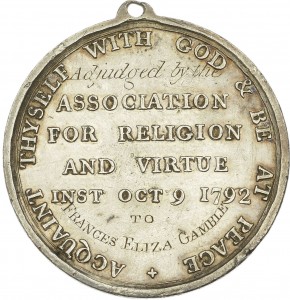 ACQUAINT THYSELF WITH GOD & BE AT PEACE
Adjudged by the
ASSOCIATION
FOR RELIGION
AND VIRTUE
INST OCT 9 1792
TO
FRANCES ELIZA GAMBLE